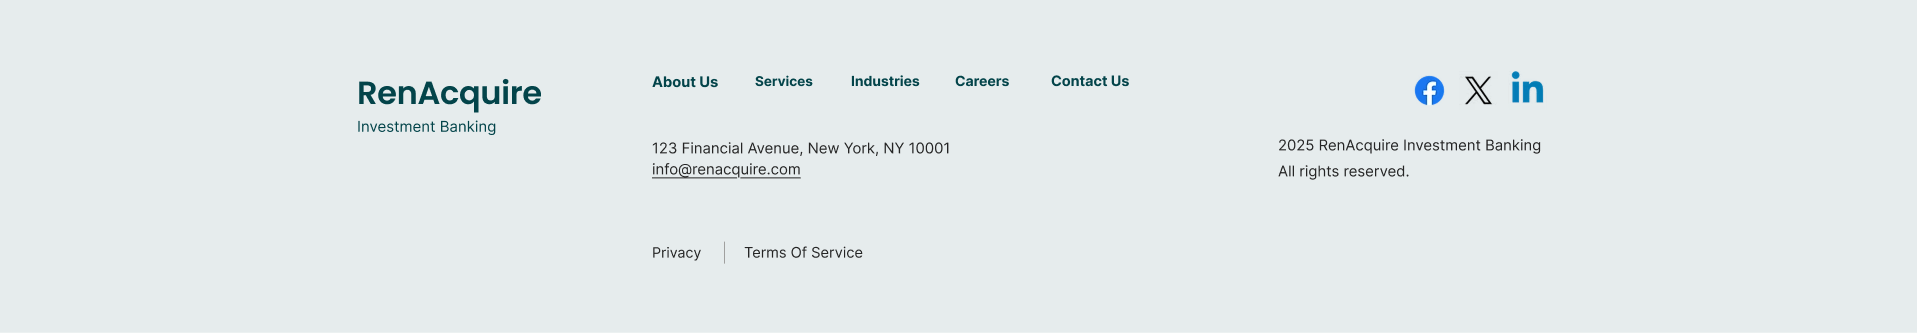 RenAcquire
Investment Banking
About Us Services Industries Careers Contact Us
123 Financial Avenue, New York, NY 10001
info@renacquire.com
Privacy Terms Of Service
2025 RenAcquire Investment Banking
All rights reserved.